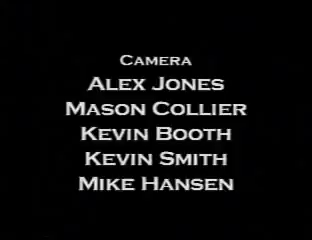 CAMERA
ALEX JONES
MASON COLLIER
KEVIN BOOTH
KEVIN SMITH
MIKE HANSEN